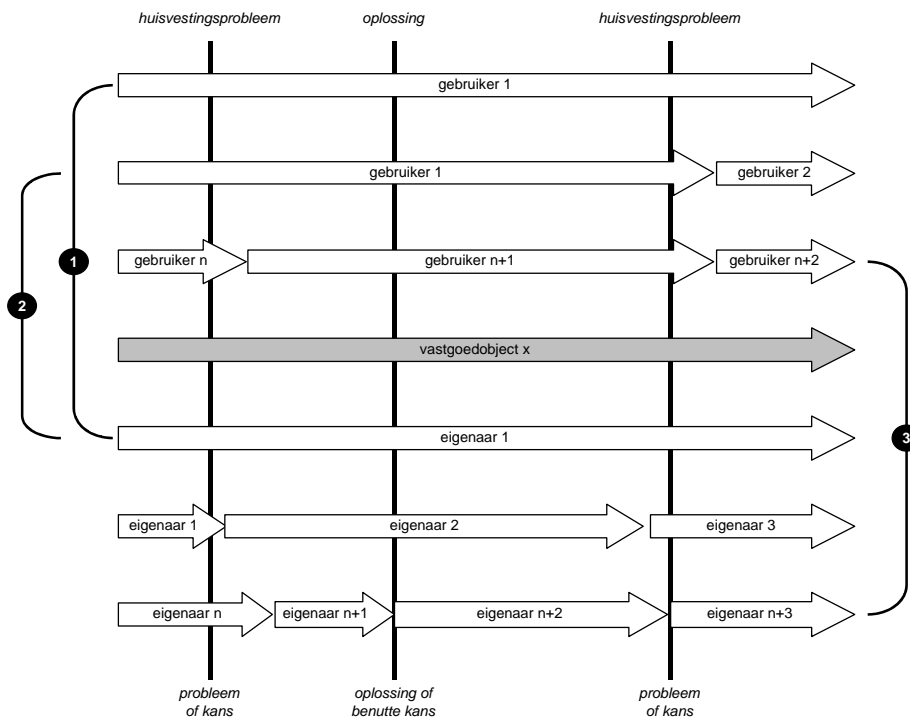 huisvestingsprobleem oplossing huisvestingsprobleem
gebruiker 1
gebruiker 1 gebruiker 2
1
gebruiker n gebruiker n+1 gebruiker n+2
2
vastgoedobject x
eigenaar 1
3
eigenaar 1 eigenaar 2 eigenaar 3
eigenaar n eigenaar n+1 eigenaar n+2 eigenaar n+3
probleem
of kans
oplossing of
benutte kans
probleem
of kans